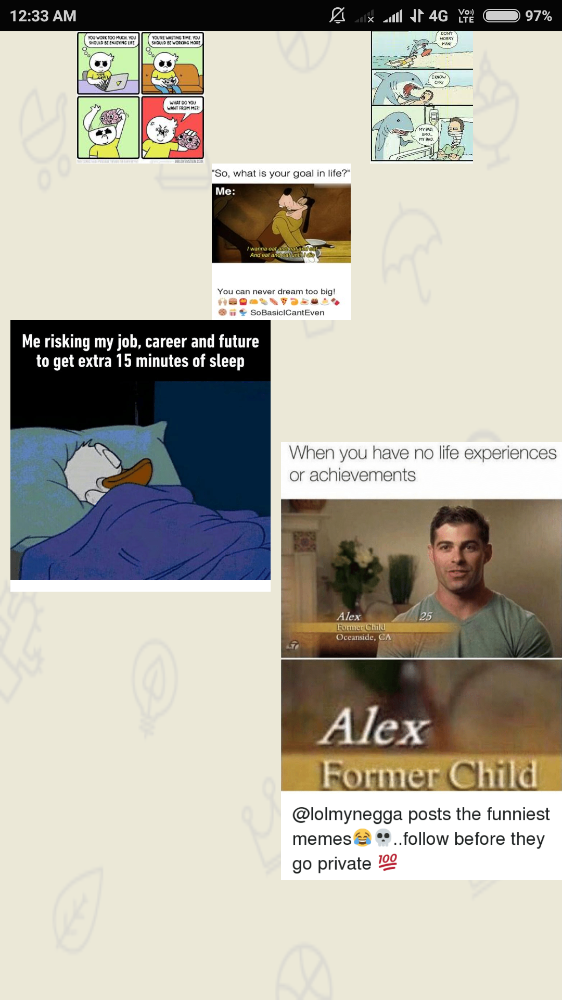 12:33 AM
4G
VoLTE
97%
YOU WORK TOO MUCH. YOU
SHOULD BE ENJOYING LIFE
YOU'RE WASTING TIME. YOU
SHOULD BE WORKING MORE
TYPE
WHAT DO YOU
WANT FROM ME?!
MRLOVENSTEIN.COM
DON'T
WORRY
MAN!
I KNOW
CPR!
MY BAD,
BRO...
MY BAD.
"So, what is your goal in life?"
Me:
I wanna eat and eat and eat
And eat and eat until I die
You can never dream too big!
🙌🏼🍔🍟🌮🌯🌭🍕🍤🍝🎂🍰🍫
🍪🍿🍨 SoBasicICantEven
Me risking my job, career and future
to get extra 15 minutes of sleep
When you have no life experiences
or achievements
Alex 25
Former Child
Oceanside, CA
7
Alex
Former Child
@lolmynegga posts the funniest
memes😂💀..follow before they
go private 💯